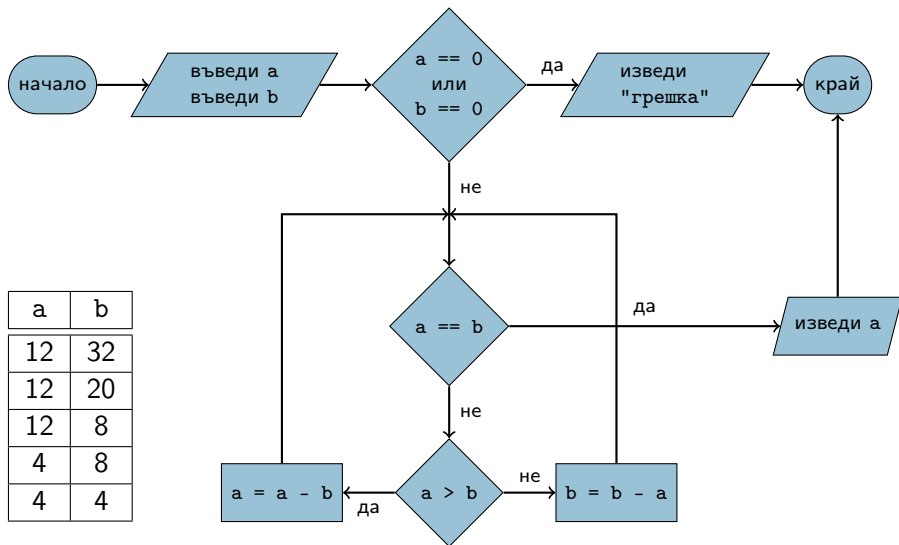 начало
въведи a
въведи b
a == 0
или
b == 0
да
изведи
"грешка"
край
не
a == b
да
изведи a
не
a > b
да
не
a = a - b
b = b - a
a b
12 32
12 20
12 8
4 8
4 4